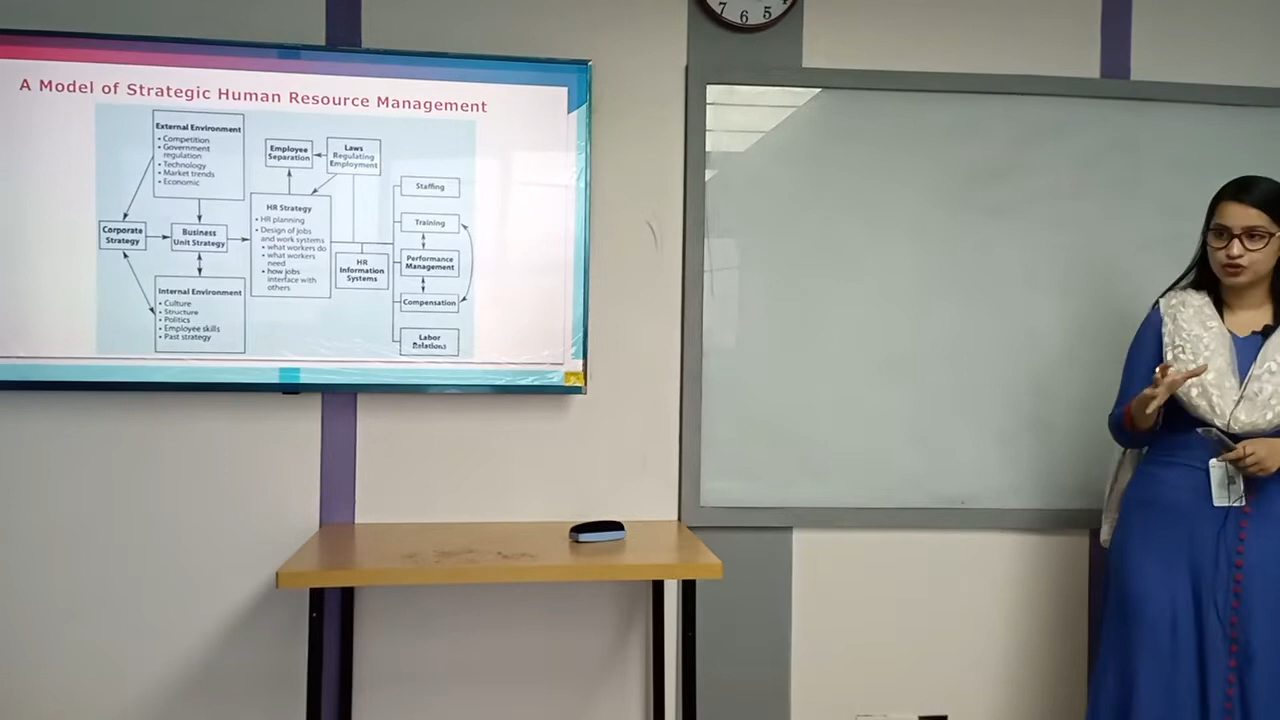 A Model of Strategic Human Resource Management
External Environment
• Competition
• Government
regulation
• Technology
• Market trends
• Economic
Employee
Separation
Laws
Regulating
Employment
Corporate
Strategy
Business
Unit Strategy
HR Strategy
• HR planning
• Design of jobs
and work systems
• what workers do
• what workers
need
• how jobs
interface with
others
HR
Information
Systems
Staffing
Training
Performance
Management
Compensation
Labor
Relations
Internal Environment
• Culture
• Structure
• Politics
• Employee skills
• Past strategy
7 6 5